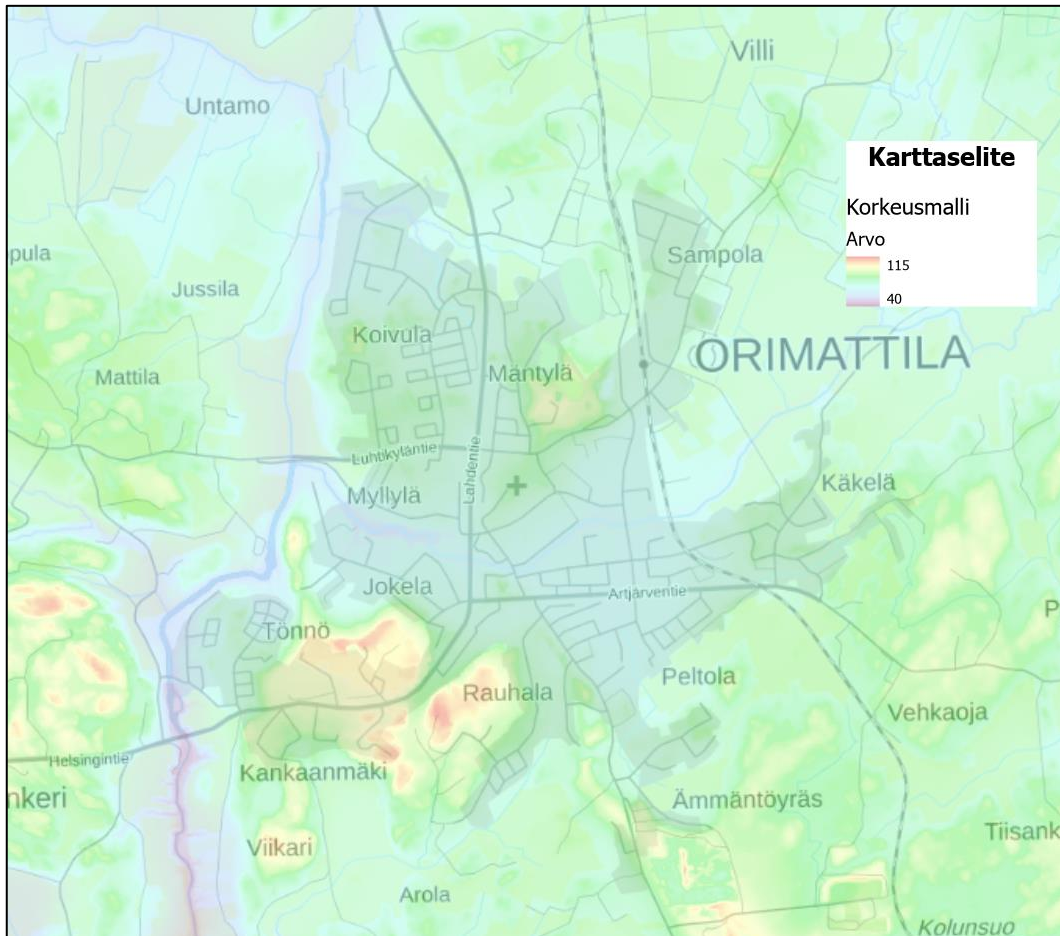 Villi
Untamo
Karttaselite
Korkeusmalli
Arvo
115
40
Sampola
pula
Jussila
Koivula
ORIMATTILA
Mäntylä
Mattila
Lahdentie
Luhtikyläntie
Myllylä
Käkelä
Jokela
Artjärventie
P
Tönnö
Peltola
Rauhala
Vehkaoja
Helsingintie
Kankaanmäki
nkeri
Ämmäntöyräs
Tiisank
Viikari
Arola
Kolunsuo